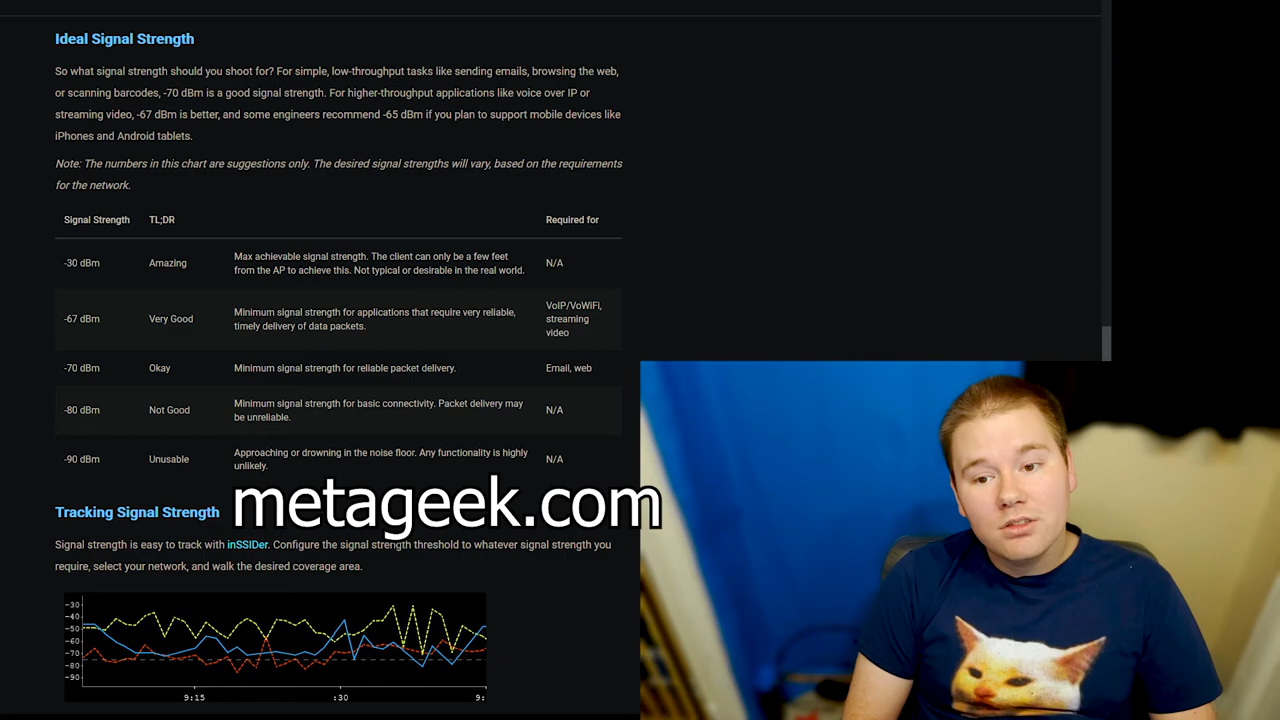 Ideal Signal Strength
So what signal strength should you shoot for? For simple, low-throughput tasks like sending emails, browsing the web,
or scanning barcodes, -70 dBm is a good signal strength. For higher-throughput applications like voice over IP or
streaming video, -67 dBm is better, and some engineers recommend -65 dBm if you plan to support mobile devices like
iPhones and Android tablets.
Note: The numbers in this chart are suggestions only. The desired signal strengths will vary, based on the requirements
for the network.
Signal Strength TL;DR Required for
-30 dBm Amazing Max achievable signal strength. The client can only be a few feet
from the AP to achieve this. Not typical or desirable in the real world. N/A
-67 dBm Very Good Minimum signal strength for applications that require very reliable,
timely delivery of data packets. VoIP/VoWiFi,
streaming
video
-70 dBm Okay Minimum signal strength for reliable packet delivery. Email, web
-80 dBm Not Good Minimum signal strength for basic connectivity. Packet delivery may
be unreliable. N/A
-90 dBm Unusable Approaching or drowning in the noise floor. Any functionality is highly
unlikely. N/A
metageek.com
Tracking Signal Strength
Signal strength is easy to track with inSSIDer. Configure the signal strength threshold to whatever signal strength you
require, select your network, and walk the desired coverage area.
-30
-40
-50
-60
-70
-80
-90
9:15 :30 9: